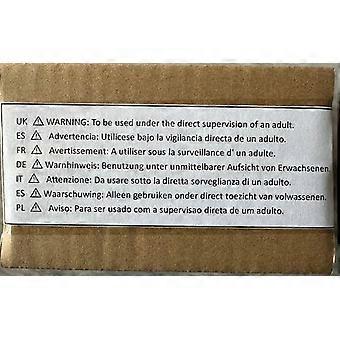 UK ⚠ WARNING: To be used under the direct supervision of an adult.
ES ⚠ Advertencia: Utilicese bajo la vigilancia directa de un adulto.
FR ⚠ Avertissement: A utiliser sous la surveillance d' un adulte.
DE ⚠ Warnhinweis: Benutzung unter unmittelbarer Aufsicht von Erwachsenen.
IT ⚠ Attenzione: Da usare sotto la diretta sorveglianza di un adulto.
ES ⚠ Waarschuwing: Alleen gebruiken onder direct toezicht van volwassenen.
PL ⚠ Aviso: Para ser usado com a supervisao direta de um adulto.